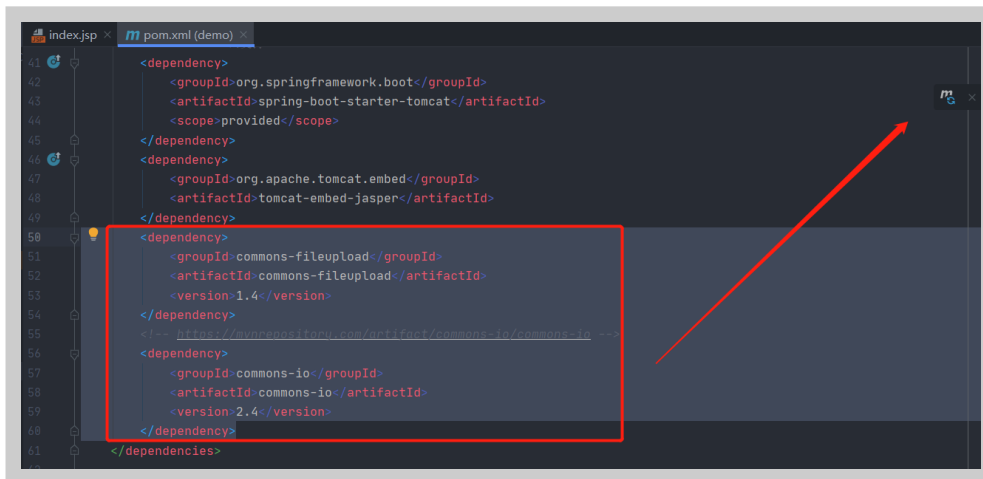 index.jsp × m pom.xml (demo) ×
41 <dependency>
42 <groupId>org.springframework.boot</groupId>
43 <artifactId>spring-boot-starter-tomcat</artifactId>
44 <scope>provided</scope>
45 </dependency>
46 <dependency>
47 <groupId>org.apache.tomcat.embed</groupId>
48 <artifactId>tomcat-embed-jasper</artifactId>
49 </dependency>
50 <dependency>
51 <groupId>commons-fileupload</groupId>
52 <artifactId>commons-fileupload</artifactId>
53 <version>1.4</version>
54 </dependency>
55 <!-- https://mvnrepository.com/artifact/commons-io/commons-io -->
56 <dependency>
57 <groupId>commons-io</groupId>
58 <artifactId>commons-io</artifactId>
59 <version>2.4</version>
60 </dependency>
61 </dependencies>
m ×